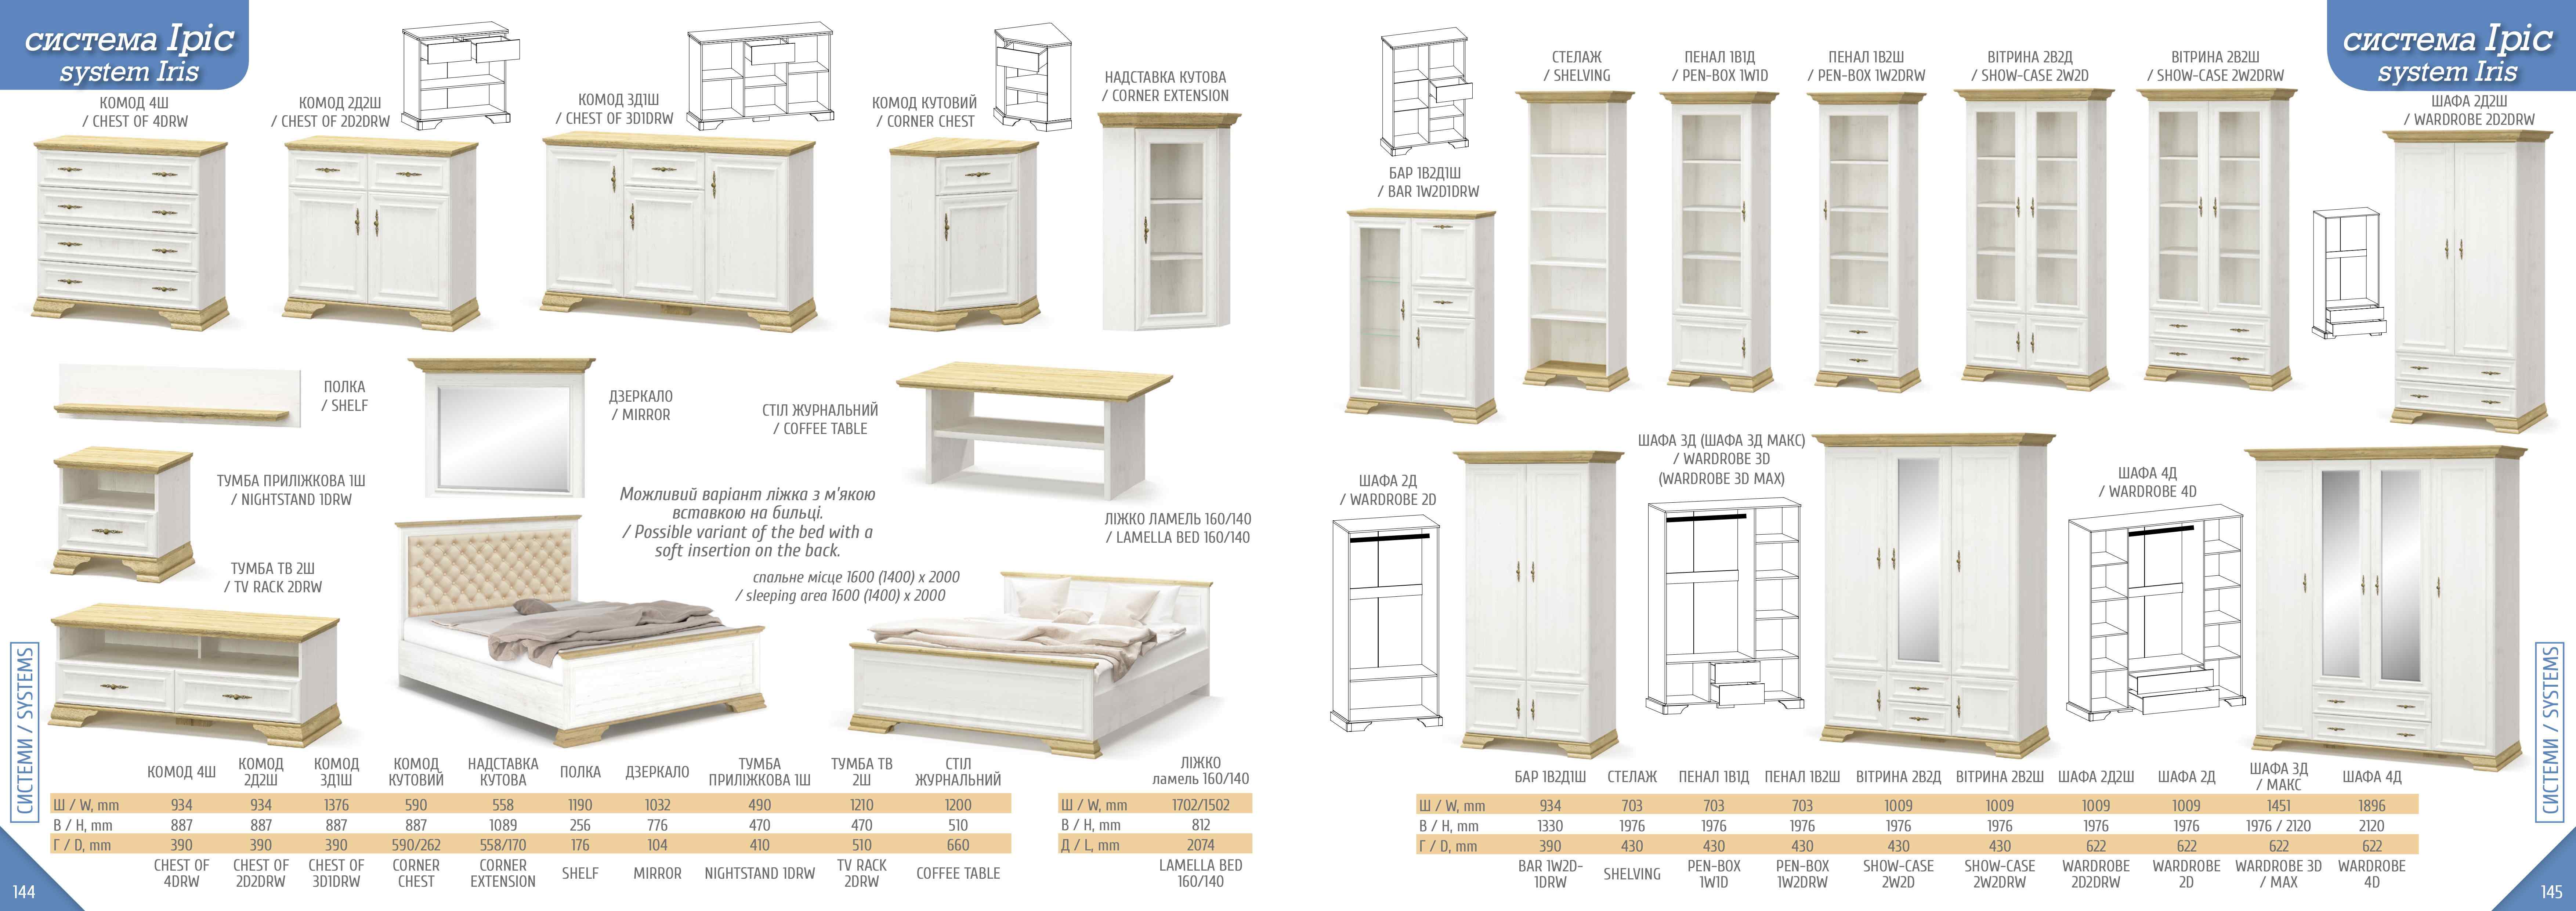 система Ірис
system Iris
КОМОД 4Ш
/ CHEST OF 4DRW
КОМОД 2Д2Ш
/ CHEST OF 2D2DRW
КОМОД 3Д1Ш
/ CHEST OF 3D1DRW
КОМОД КУТОВИЙ
/ CORNER CHEST
НАДСТАВКА КУТОВА
/ CORNER EXTENSION
ПОЛКА
/ SHELF
ДЗЕРКАЛО
/ MIRROR
СТІЛ ЖУРНАЛЬНИЙ
/ COFFEE TABLE
ТУМБА ПРИЛІЖКОВА 1Ш
/ NIGHTSTAND 1DRW
Можливий варіант ліжка з м'якою
вставкою на бильці.
/ Possible variant of the bed with a
soft insertion on the back.
ЛІЖКО ЛАМЕЛЬ 160/140
/ LAMELLA BED 160/140
ТУМБА ТВ 2Ш
/ TV RACK 2DRW
спальне місце 1600 (1400) x 2000
/ sleeping area 1600 (1400) x 2000
СИСТЕМИ / SYSTEMS
КОМОД 4Ш КОМОД 2Д2Ш КОМОД 3Д1Ш КОМОД КУТОВИЙ НАДСТАВКА КУТОВА ПОЛКА ДЗЕРКАЛО ТУМБА ПРИЛІЖКОВА 1Ш ТУМБА ТВ 2Ш СТІЛ ЖУРНАЛЬНИЙ
Ш / W, mm 934 934 1376 590 558 1190 1032 490 1210 1200
В / H, mm 887 887 887 887 1089 256 776 470 470 510
Г / D, mm 390 390 390 590/262 558/170 176 104 410 510 660
CHEST OF 4DRW CHEST OF 2D2DRW CHEST OF 3D1DRW CORNER CHEST CORNER EXTENSION SHELF MIRROR NIGHTSTAND 1DRW TV RACK 2DRW COFFEE TABLE
ЛІЖКО
ламель 160/140
Ш / W, mm 1702/1502
В / H, mm 812
Д / L, mm 2074
LAMELLA BED
160/140
144
система Ірис
system Iris
БАР 1В2Д1Ш
/ BAR 1W2D1DRW
СТЕЛАЖ
/ SHELVING
ПЕНАЛ 1В1Д
/ PEN-BOX 1W1D
ПЕНАЛ 1В2Ш
/ PEN-BOX 1W2DRW
ВІТРИНА 2В2Д
/ SHOW-CASE 2W2D
ВІТРИНА 2В2Ш
/ SHOW-CASE 2W2DRW
ШАФА 2Д2Ш
/ WARDROBE 2D2DRW
ШАФА 2Д
/ WARDROBE 2D
ШАФА 3Д (ШАФА 3Д МАКС)
/ WARDROBE 3D
(WARDROBE 3D MAX)
ШАФА 4Д
/ WARDROBE 4D
СИСТЕМИ / SYSTEMS
БАР 1В2Д1Ш СТЕЛАЖ ПЕНАЛ 1В1Д ПЕНАЛ 1В2Ш ВІТРИНА 2В2Д ВІТРИНА 2В2Ш ШАФА 2Д2Ш ШАФА 2Д ШАФА 3Д / МАКС ШАФА 4Д
Ш / W, mm 934 703 703 703 1009 1009 1009 1009 1451 1896
В / H, mm 1330 1976 1976 1976 1976 1976 1976 1976 1976 / 2120 2120
Г / D, mm 390 430 430 430 430 430 622 622 622 622
BAR 1W2D-1DRW SHELVING PEN-BOX 1W1D PEN-BOX 1W2DRW SHOW-CASE 2W2D SHOW-CASE 2W2DRW WARDROBE 2D2DRW WARDROBE 2D WARDROBE 3D / MAX WARDROBE 4D
145